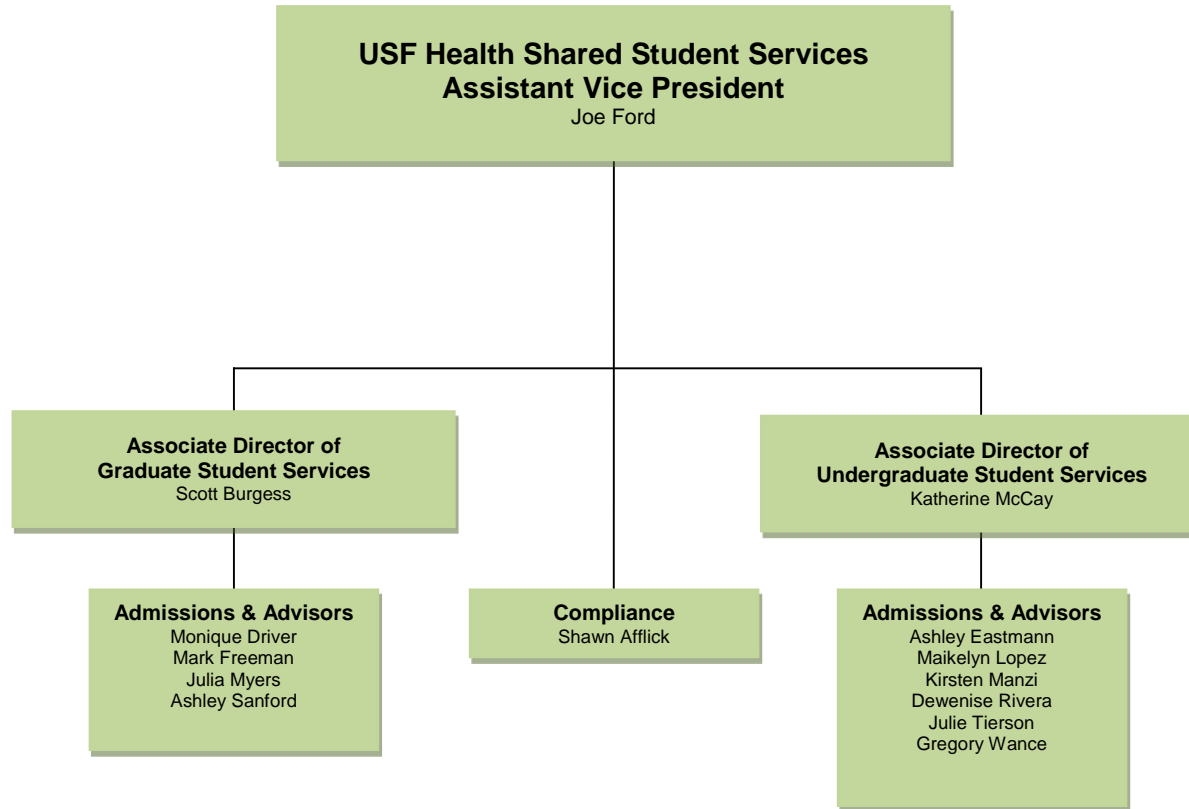 USF Health Shared Student Services
Assistant Vice President
Joe Ford
Associate Director of
Graduate Student Services
Scott Burgess
Associate Director of
Undergraduate Student Services
Katherine McCay
Admissions & Advisors
Monique Driver
Mark Freeman
Julia Myers
Ashley Sanford
Compliance
Shawn Afflick
Admissions & Advisors
Ashley Eastmann
Maikelyn Lopez
Kirsten Manzi
Dewenise Rivera
Julie Tierson
Gregory Wance